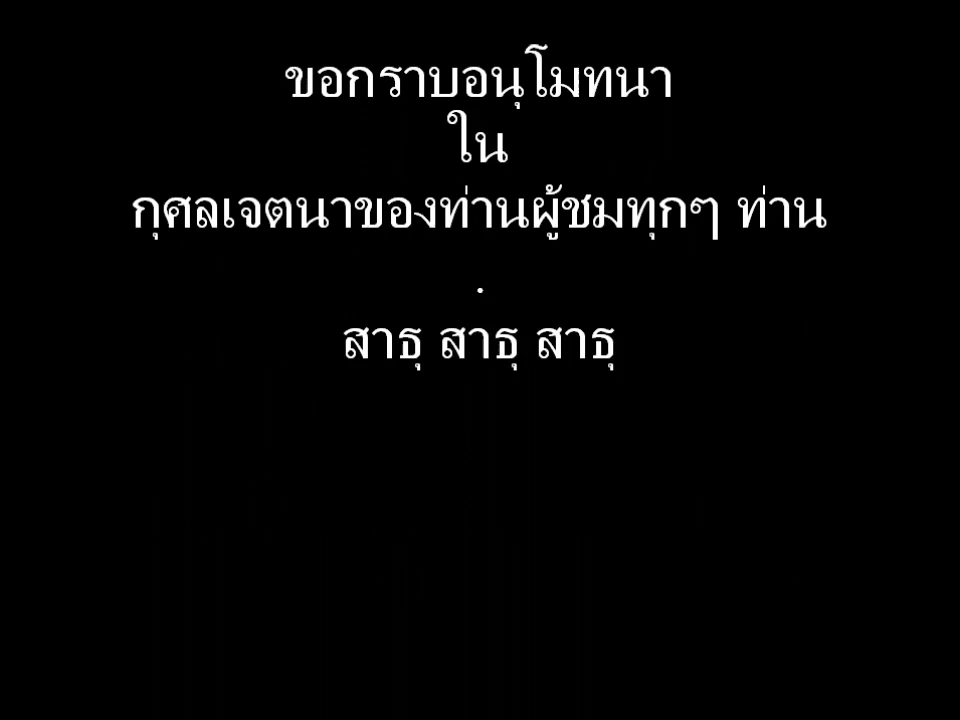 ขอกราบอนุโมทนา
ใน
กุศลเจตนาของท่านผู้ชมทุกๆ ท่าน
.
สาธุ สาธุ สาธุ